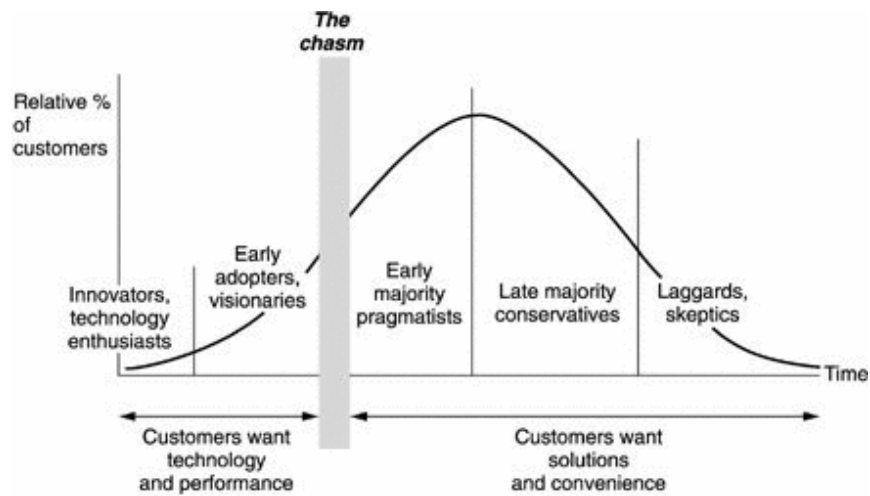 The
chasm
Relative %
of
customers
Innovators,
technology
enthusiasts
Early
adopters,
visionaries
Early
majority
pragmatists
Late majority
conservatives
Laggards,
skeptics
Time
Customers want
technology
and performance
Customers want
solutions
and convenience